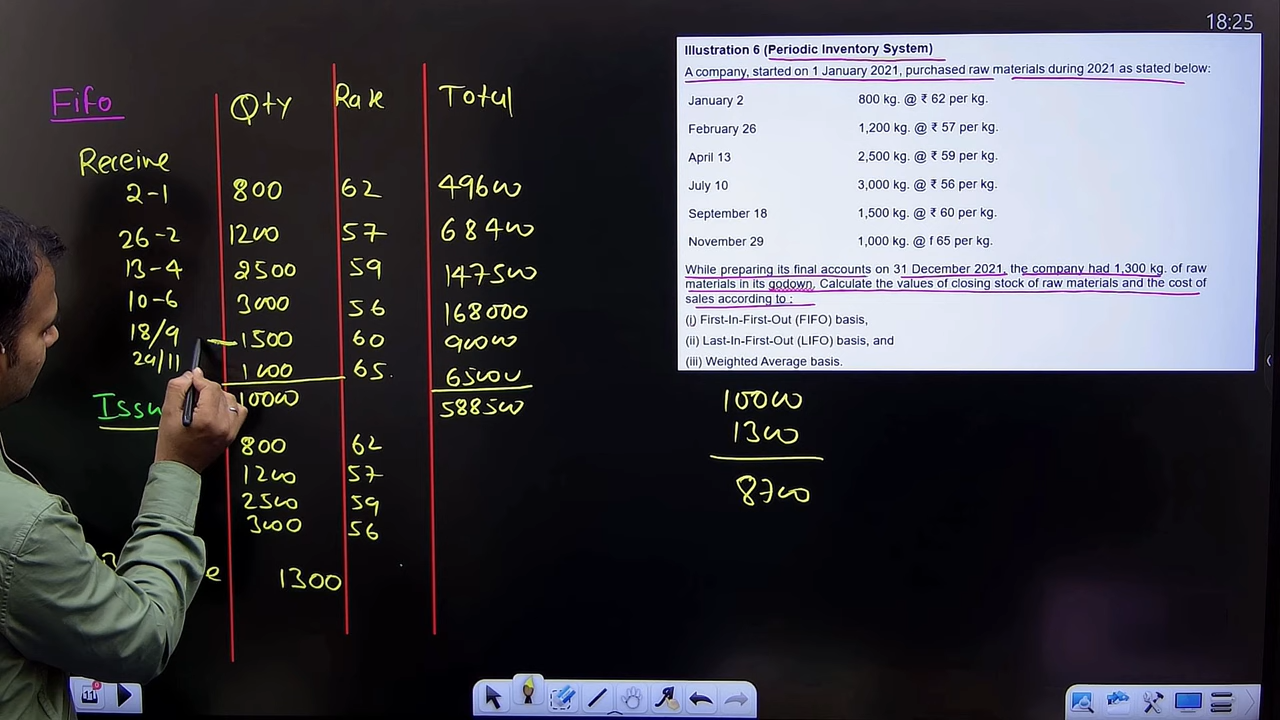 18:25
Fifo
Qty Rate Total
Receive
2-1 800 62 49600
26-2 1200 57 68400
13-4 2500 59 147500
10-6 3000 56 168000
18/9 1500 60 90000
29/11 1000 65. 65000
10000 588500
Issu
800 62
1200 57
2500 59
3000 56
e 1300
Illustration 6 (Periodic Inventory System)
A company, started on 1 January 2021, purchased raw materials during 2021 as stated below:
January 2 800 kg. @ ₹ 62 per kg.
February 26 1,200 kg. @ ₹ 57 per kg.
April 13 2,500 kg. @ ₹ 59 per kg.
July 10 3,000 kg. @ ₹ 56 per kg.
September 18 1,500 kg. @ ₹ 60 per kg.
November 29 1,000 kg. @ f 65 per kg.
While preparing its final accounts on 31 December 2021, the company had 1,300 kg. of raw
materials in its godown. Calculate the values of closing stock of raw materials and the cost of
sales according to :
(i) First-In-First-Out (FIFO) basis,
(ii) Last-In-First-Out (LIFO) basis, and
(iii) Weighted Average basis.
10000
1300
8700
11